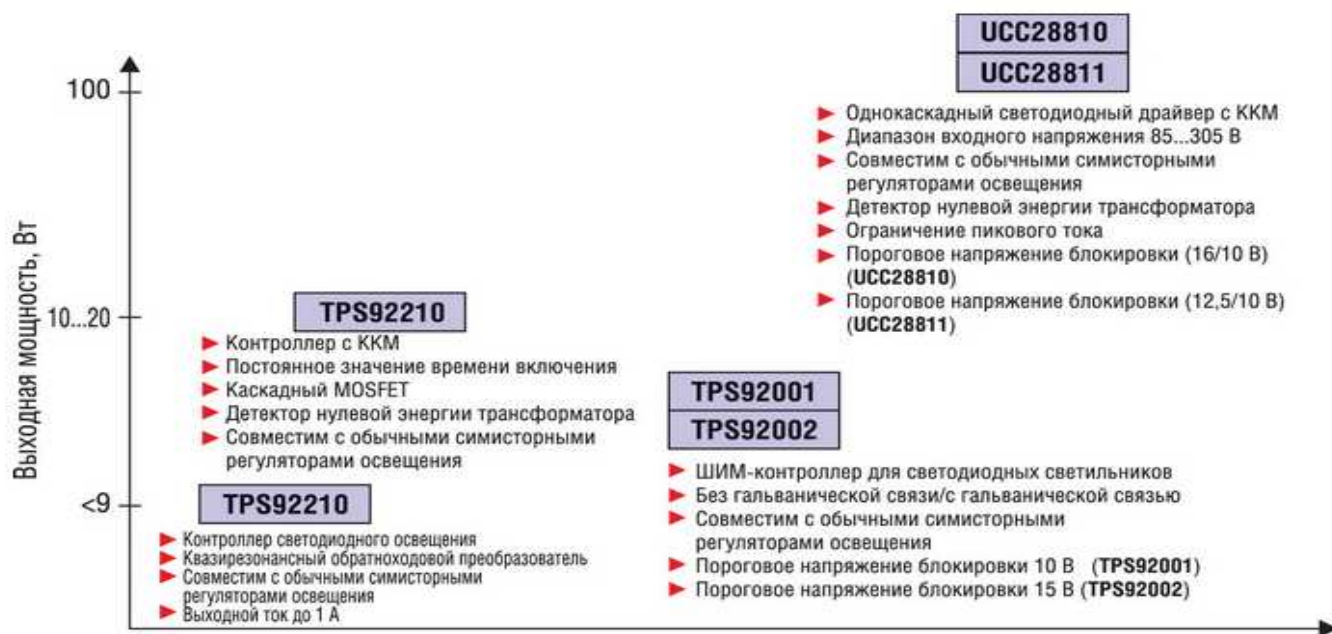 UCC28810
UCC28811
100
Однокаскадный светодиодный драйвер с ККМ
Диапазон входного напряжения 85...305 В
Совместим с обычными симисторными
регуляторами освещения
Детектор нулевой энергии трансформатора
Ограничение пикового тока
Пороговое напряжение блокировки (16/10 В)
(UCC28810)
Пороговое напряжение блокировки (12,5/10 В)
(UCC28811)
Выходная мощность, Вт
10...20
TPS92210
Контроллер с ККМ
Постоянное значение времени включения
Каскадный MOSFET
Детектор нулевой энергии трансформатора
Совместим с обычными симисторными
регуляторами освещения
TPS92001
TPS92002
ШИМ-контроллер для светодиодных светильников
Без гальванической связи/с гальванической связью
Совместим с обычными симисторными
регуляторами освещения
Пороговое напряжение блокировки 10 В (TPS92001)
Пороговое напряжение блокировки 15 В (TPS92002)
<9
TPS92210
Контроллер светодиодного освещения
Квазирезонансный обратноходовой преобразователь
Совместим с обычными симисторными
регуляторами освещения
Выходной ток до 1 А